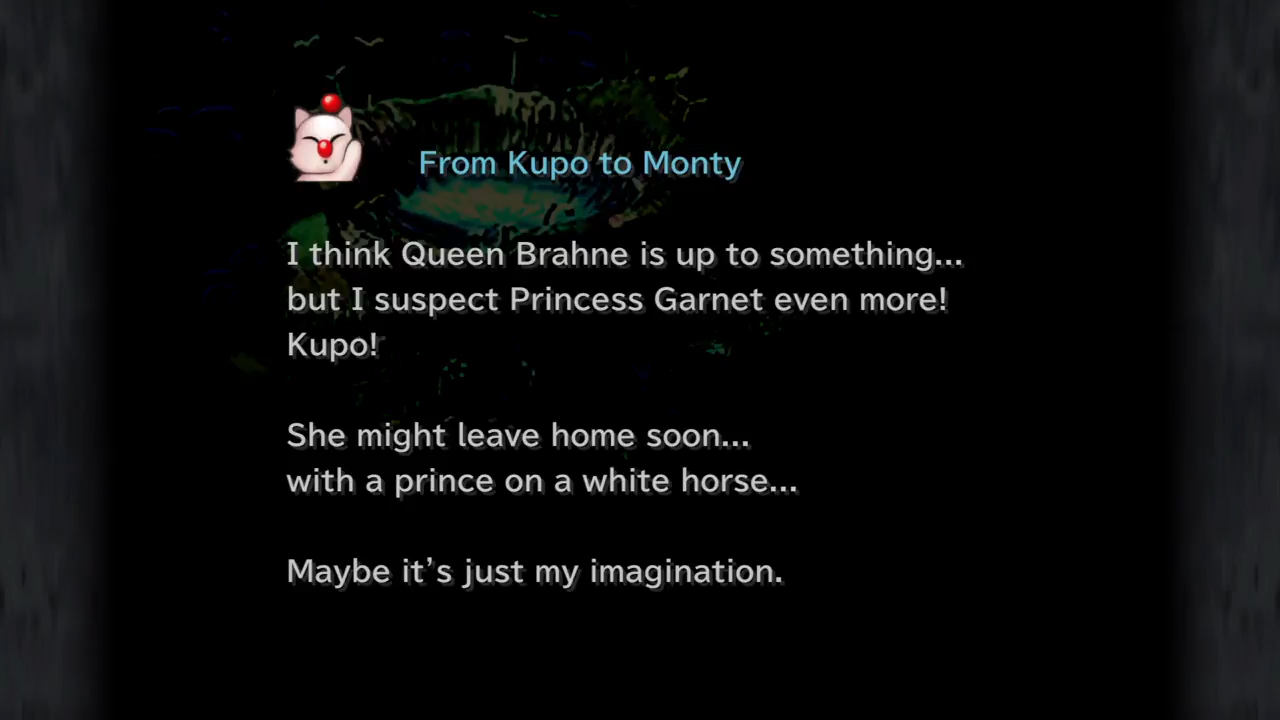 From Kupo to Monty
I think Queen Brahne is up to something...
but I suspect Princess Garnet even more!
Kupo!
She might leave home soon...
with a prince on a white horse...
Maybe it’s just my imagination.